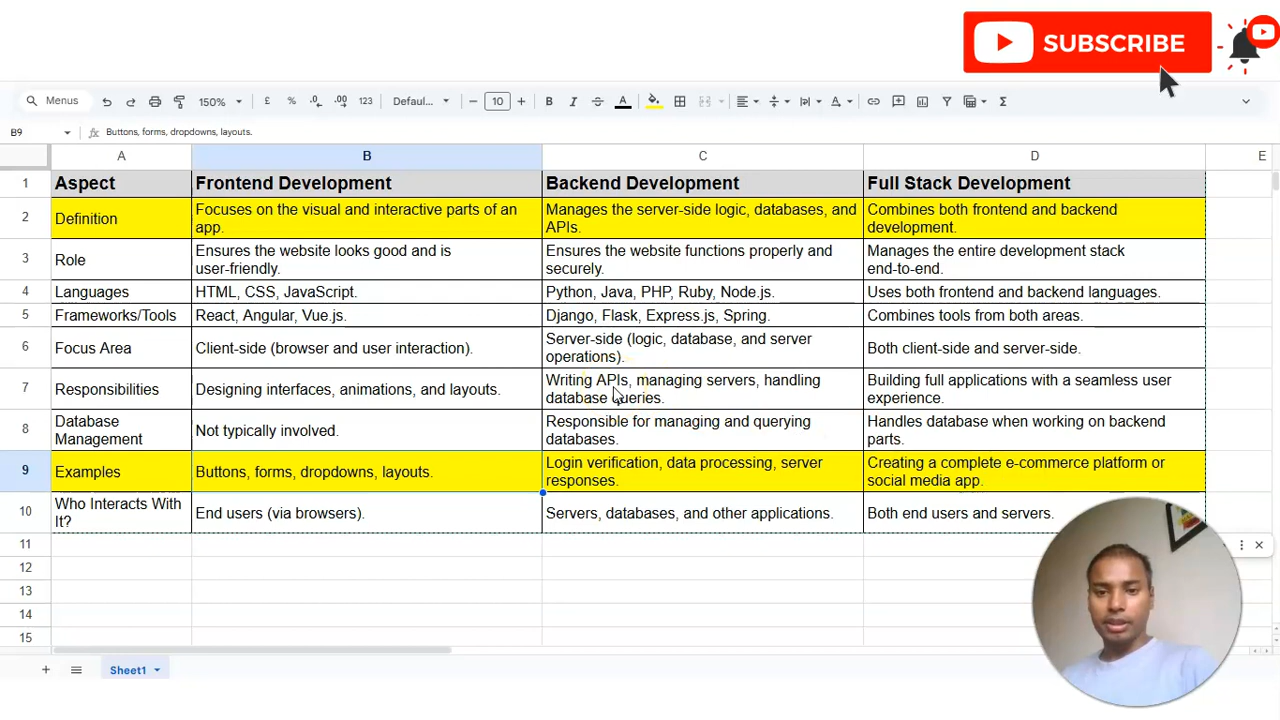 SUBSCRIBE
Menus 150% £ % .0 .00 123 Defaul... 10 B I A Σ
B9 fx Buttons, forms, dropdowns, layouts.
A B C D E
1 Aspect Frontend Development Backend Development Full Stack Development
2 Definition Focuses on the visual and interactive parts of an Manages the server-side logic, databases, and Combines both frontend and backend
app. APIs. development.
3 Role Ensures the website looks good and is Ensures the website functions properly and Manages the entire development stack
user-friendly. securely. end-to-end.
4 Languages HTML, CSS, JavaScript. Python, Java, PHP, Ruby, Node.js. Uses both frontend and backend languages.
5 Frameworks/Tools React, Angular, Vue.js. Django, Flask, Express.js, Spring. Combines tools from both areas.
6 Focus Area Client-side (browser and user interaction). Server-side (logic, database, and server Both client-side and server-side.
operations).
7 Responsibilities Designing interfaces, animations, and layouts. Writing APIs, managing servers, handling Building full applications with a seamless user
database queries. experience.
8 Database Not typically involved. Responsible for managing and querying Handles database when working on backend
Management databases. parts.
9 Examples Buttons, forms, dropdowns, layouts. Login verification, data processing, server Creating a complete e-commerce platform or
responses. social media app.
10 Who Interacts With End users (via browsers). Servers, databases, and other applications. Both end users and servers.
It?
11
12
13
14
15
Sheet1